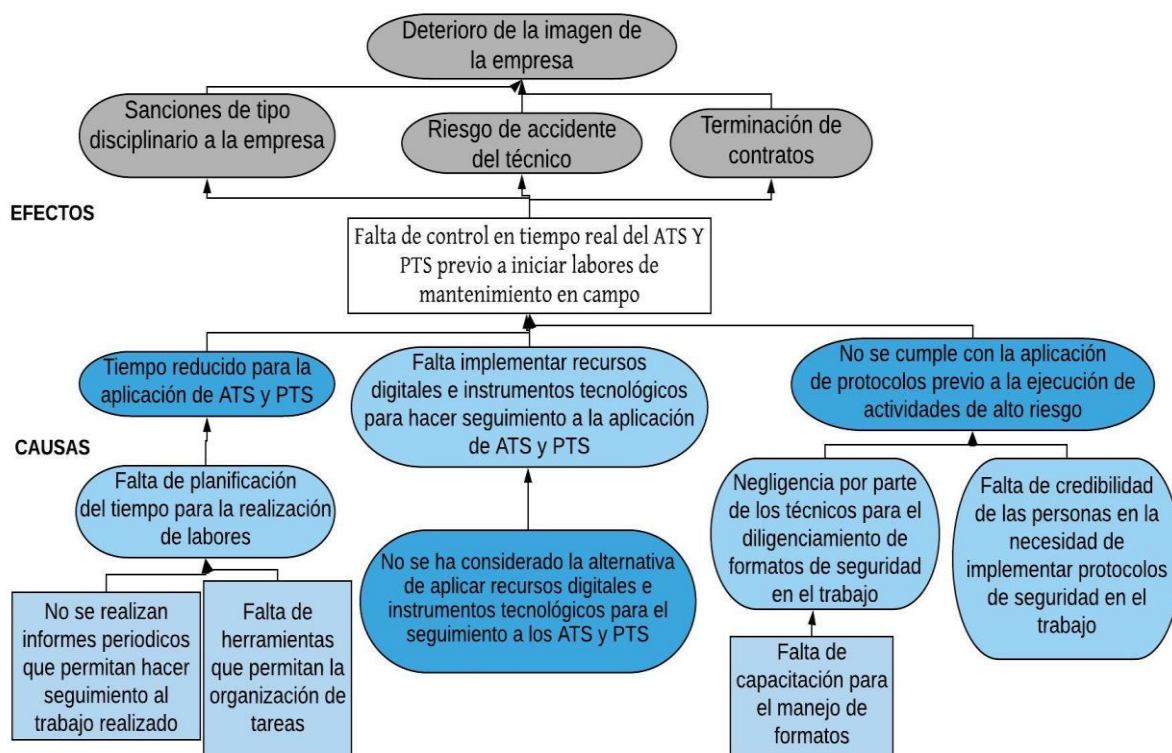 Deterioro de la imagen de
la empresa
Sanciones de tipo
disciplinario a la empresa
Riesgo de accidente
del técnico
Terminación de
contratos
EFECTOS
Falta de control en tiempo real del ATS Y
PTS previo a iniciar labores de
mantenimiento en campo
Tiempo reducido para la
aplicación de ATS y PTS
Falta implementar recursos
digitales e instrumentos tecnológicos
para hacer seguimiento a la aplicación
de ATS y PTS
No se cumple con la aplicación
de protocolos previo a la ejecución de
actividades de alto riesgo
CAUSAS
Falta de planificación
del tiempo para la realización
de labores
No se ha considerado la alternativa
de aplicar recursos digitales e
instrumentos tecnológicos para el
seguimiento a los ATS y PTS
Negligencia por parte
de los técnicos para el
diligenciamiento de
formatos de seguridad
en el trabajo
Falta de credibilidad
de las personas en la
necesidad de
implementar protocolos
de seguridad en el
trabajo
No se realizan
informes periodicos
que permitan hacer
seguimiento al
trabajo realizado
Falta de
herramientas
que permitan la
organización de
tareas
Falta de
capacitación para
el manejo de
formatos